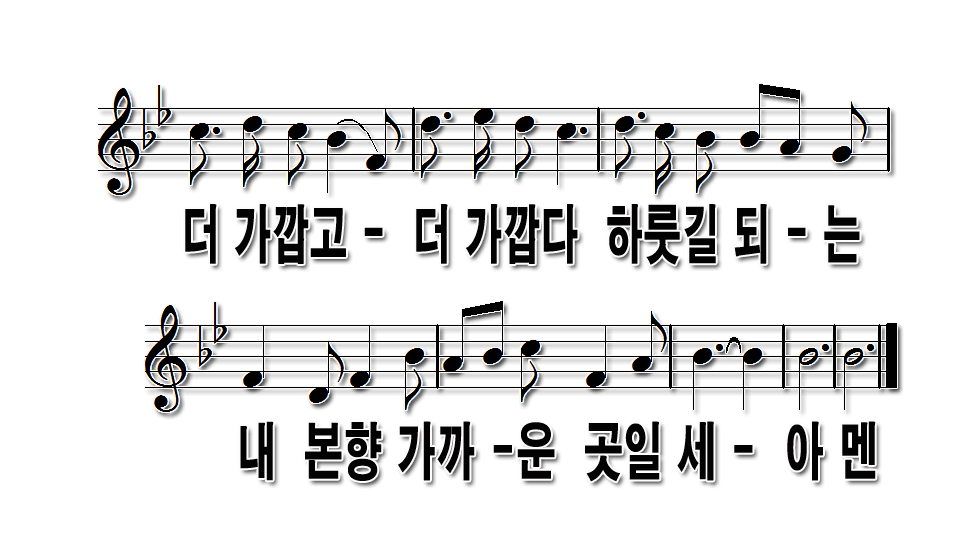 더 가깝고 - 더 가깝다 하룻길 되 - 는
내 본향 가까 -운 곳일 세 - 아 멘